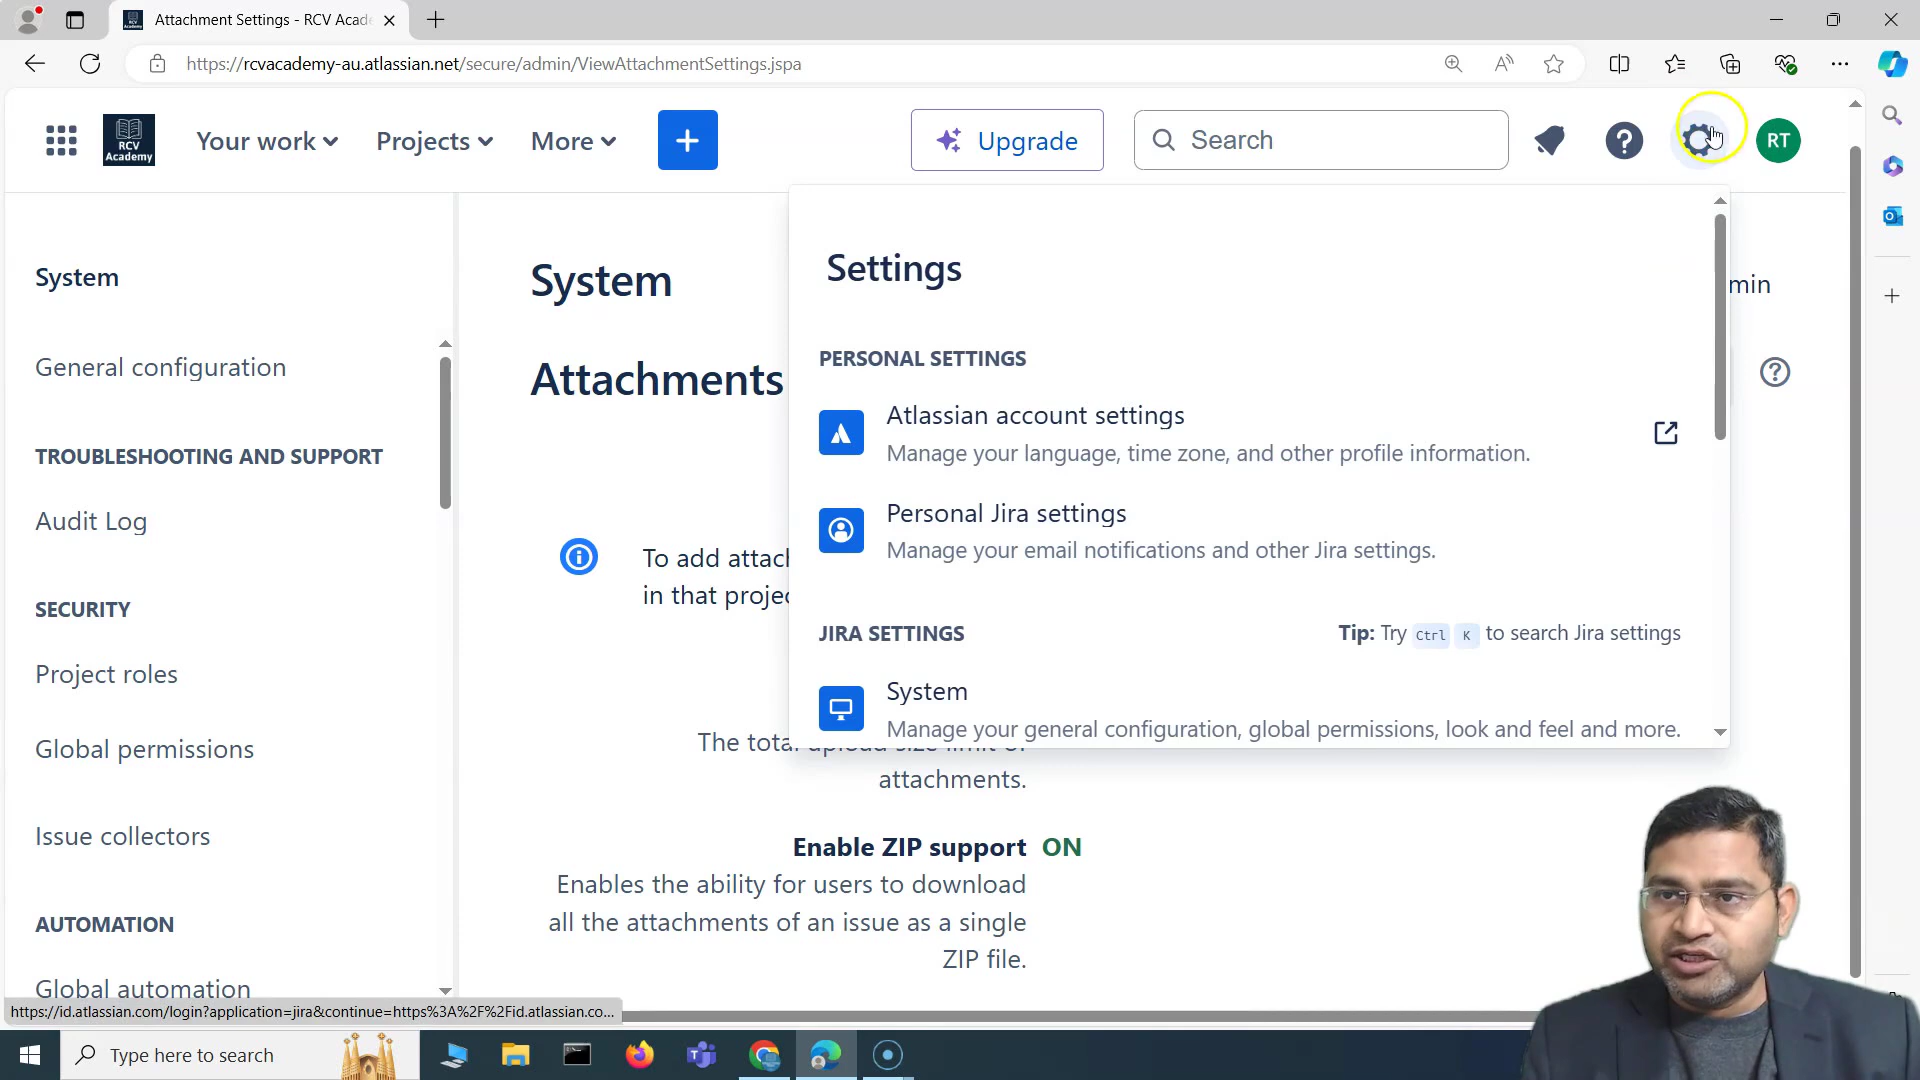 Attachment Settings - RCV Acad
https://rcvacademy-au.atlassian.net/secure/admin/ViewAttachmentSettings.jspa
RCV
Academy
Your work
Projects
More
Upgrade
Search
RT
System
General configuration
TROUBLESHOOTING AND SUPPORT
Audit Log
SECURITY
Project roles
Global permissions
Issue collectors
AUTOMATION
Global automation
System
min
Attachments
To add attach
in that projec
The total upload size limit of
attachments.
Enable ZIP support ON
Enables the ability for users to download
all the attachments of an issue as a single
ZIP file.
Settings
PERSONAL SETTINGS
Atlassian account settings
Manage your language, time zone, and other profile information.
Personal Jira settings
Manage your email notifications and other Jira settings.
JIRA SETTINGS
Tip: Try Ctrl K to search Jira settings
System
Manage your general configuration, global permissions, look and feel and more.
https://id.atlassian.com/login?application=jira&continue=https%3A%2F%2Fid.atlassian.co...
Type here to search